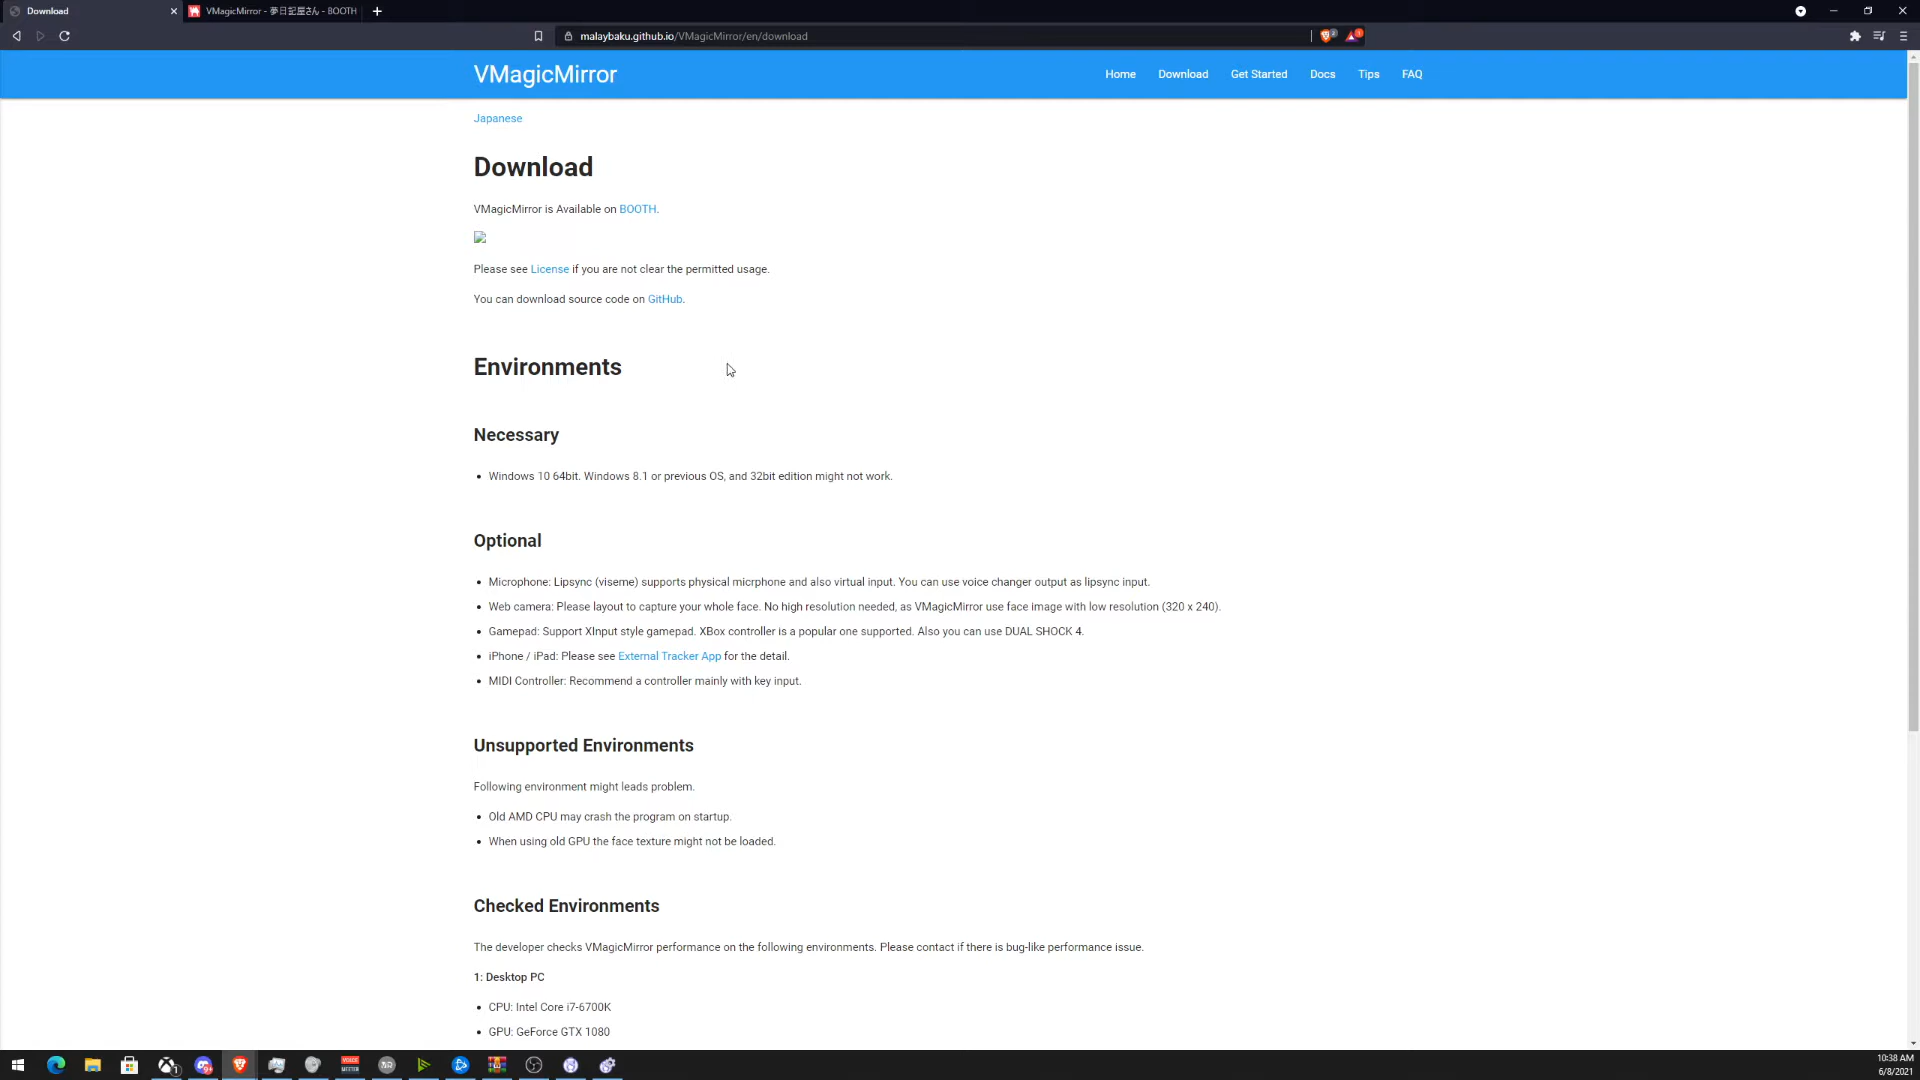 Download
VMagicMirror - 夢日記屋さん - BOOTH
malaybaku.github.io/VMagicMirror/en/download
VMagicMirror
Home Download Get Started Docs Tips FAQ
Japanese
Download
VMagicMirror is Available on BOOTH.
Please see License if you are not clear the permitted usage.
You can download source code on GitHub.
Environments
Necessary
Windows 10 64bit. Windows 8.1 or previous OS, and 32bit edition might not work.
Optional
Microphone: Lipsync (viseme) supports physical micrphone and also virtual input. You can use voice changer output as lipsync input.
Web camera: Please layout to capture your whole face. No high resolution needed, as VMagicMirror use face image with low resolution (320 x 240).
Gamepad: Support XInput style gamepad. XBox controller is a popular one supported. Also you can use DUAL SHOCK 4.
iPhone / iPad: Please see External Tracker App for the detail.
MIDI Controller: Recommend a controller mainly with key input.
Unsupported Environments
Following environment might leads problem.
Old AMD CPU may crash the program on startup.
When using old GPU the face texture might not be loaded.
Checked Environments
The developer checks VMagicMirror performance on the following environments. Please contact if there is bug-like performance issue.
1: Desktop PC
CPU: Intel Core i7-6700K
GPU: GeForce GTX 1080
10:38 AM
6/8/2021